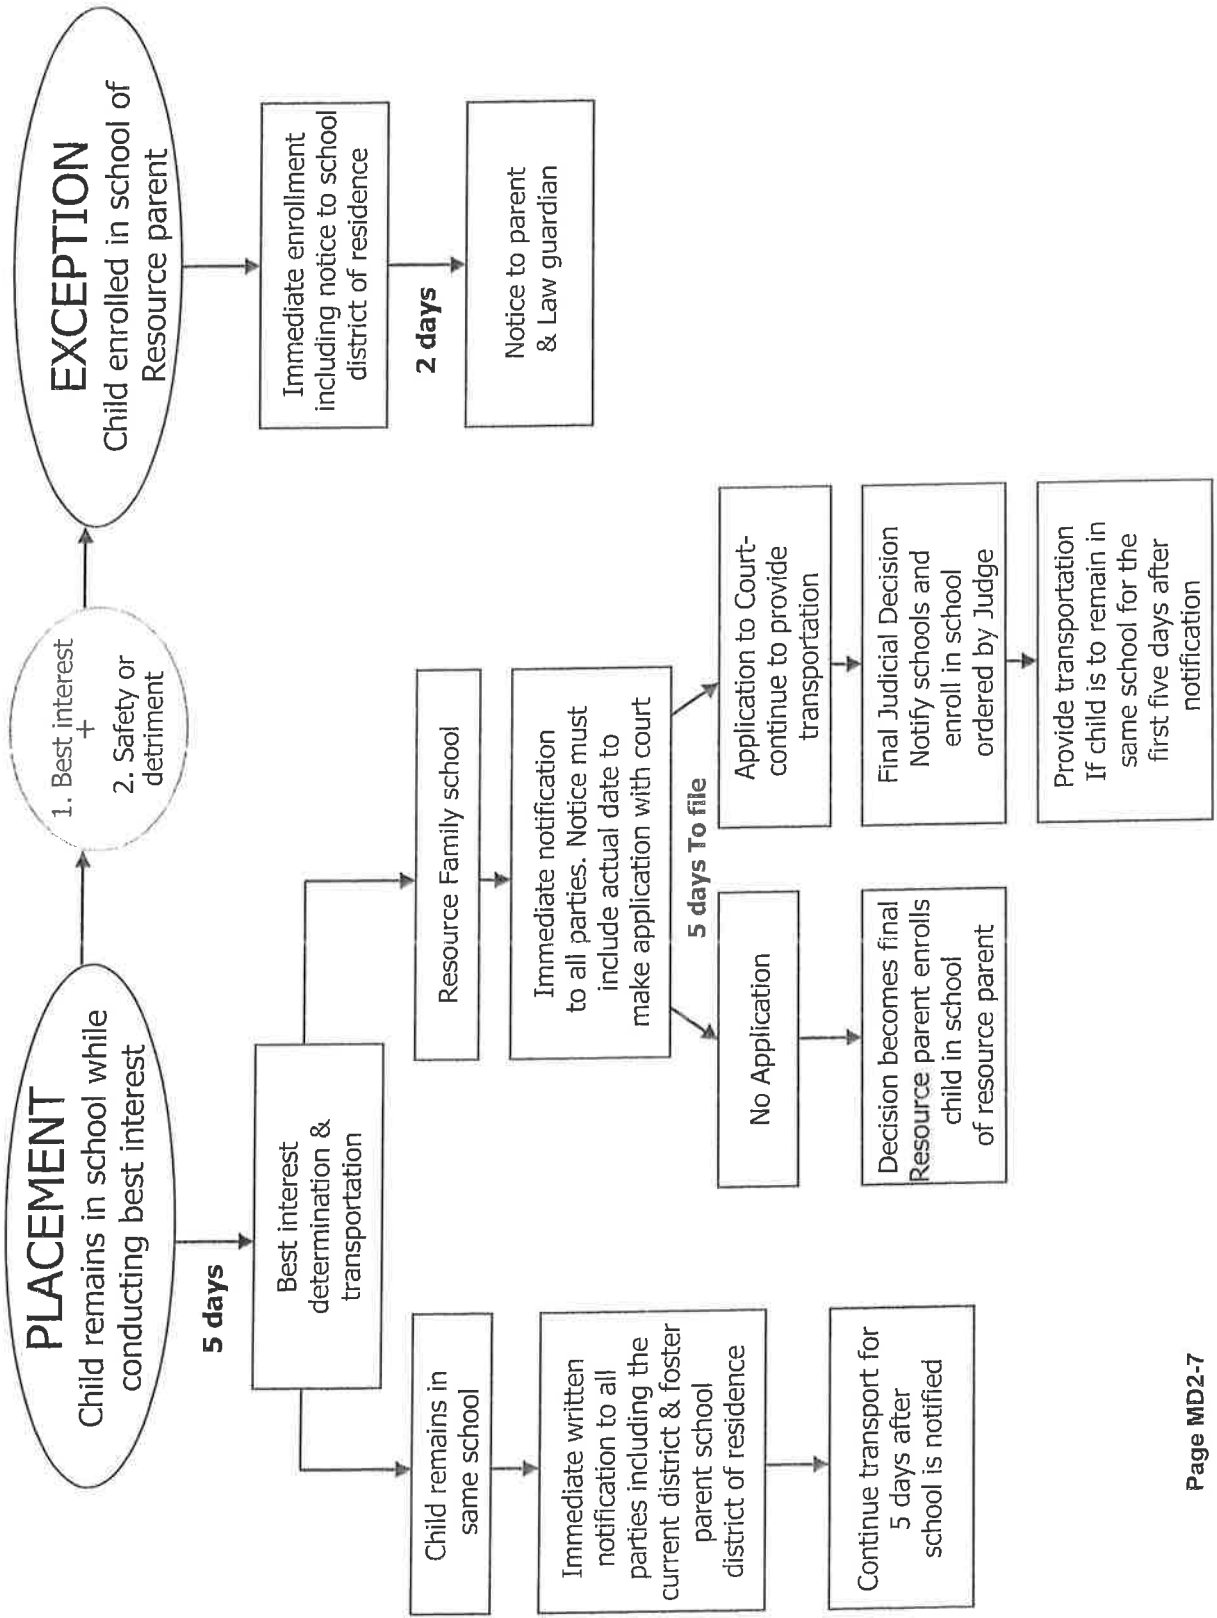 PLACEMENT
Child remains in school while
conducting best interest
1. Best interest
+
2. Safety or
detriment
EXCEPTION
Child enrolled in school of
Resource parent
5 days
Best interest
determination &
transportation
Immediate enrollment
including notice to school
district of residence
2 days
Notice to parent
& Law guardian
Child remains in
same school
Immediate written
notification to all
parties including the
current district & foster
parent school
district of residence
Continue transport for
5 days after
school is notified
Resource Family school
Immediate notification
to all parties. Notice must
include actual date to
make application with court
5 days To file
No Application
Decision becomes final
Resource parent enrolls
child in school
of resource parent
Application to Court-
continue to provide
transportation
Final Judicial Decision
Notify schools and
enroll in school
ordered by Judge
Provide transportation
If child is to remain in
same school for the
first five days after
notification
Page MD2-7